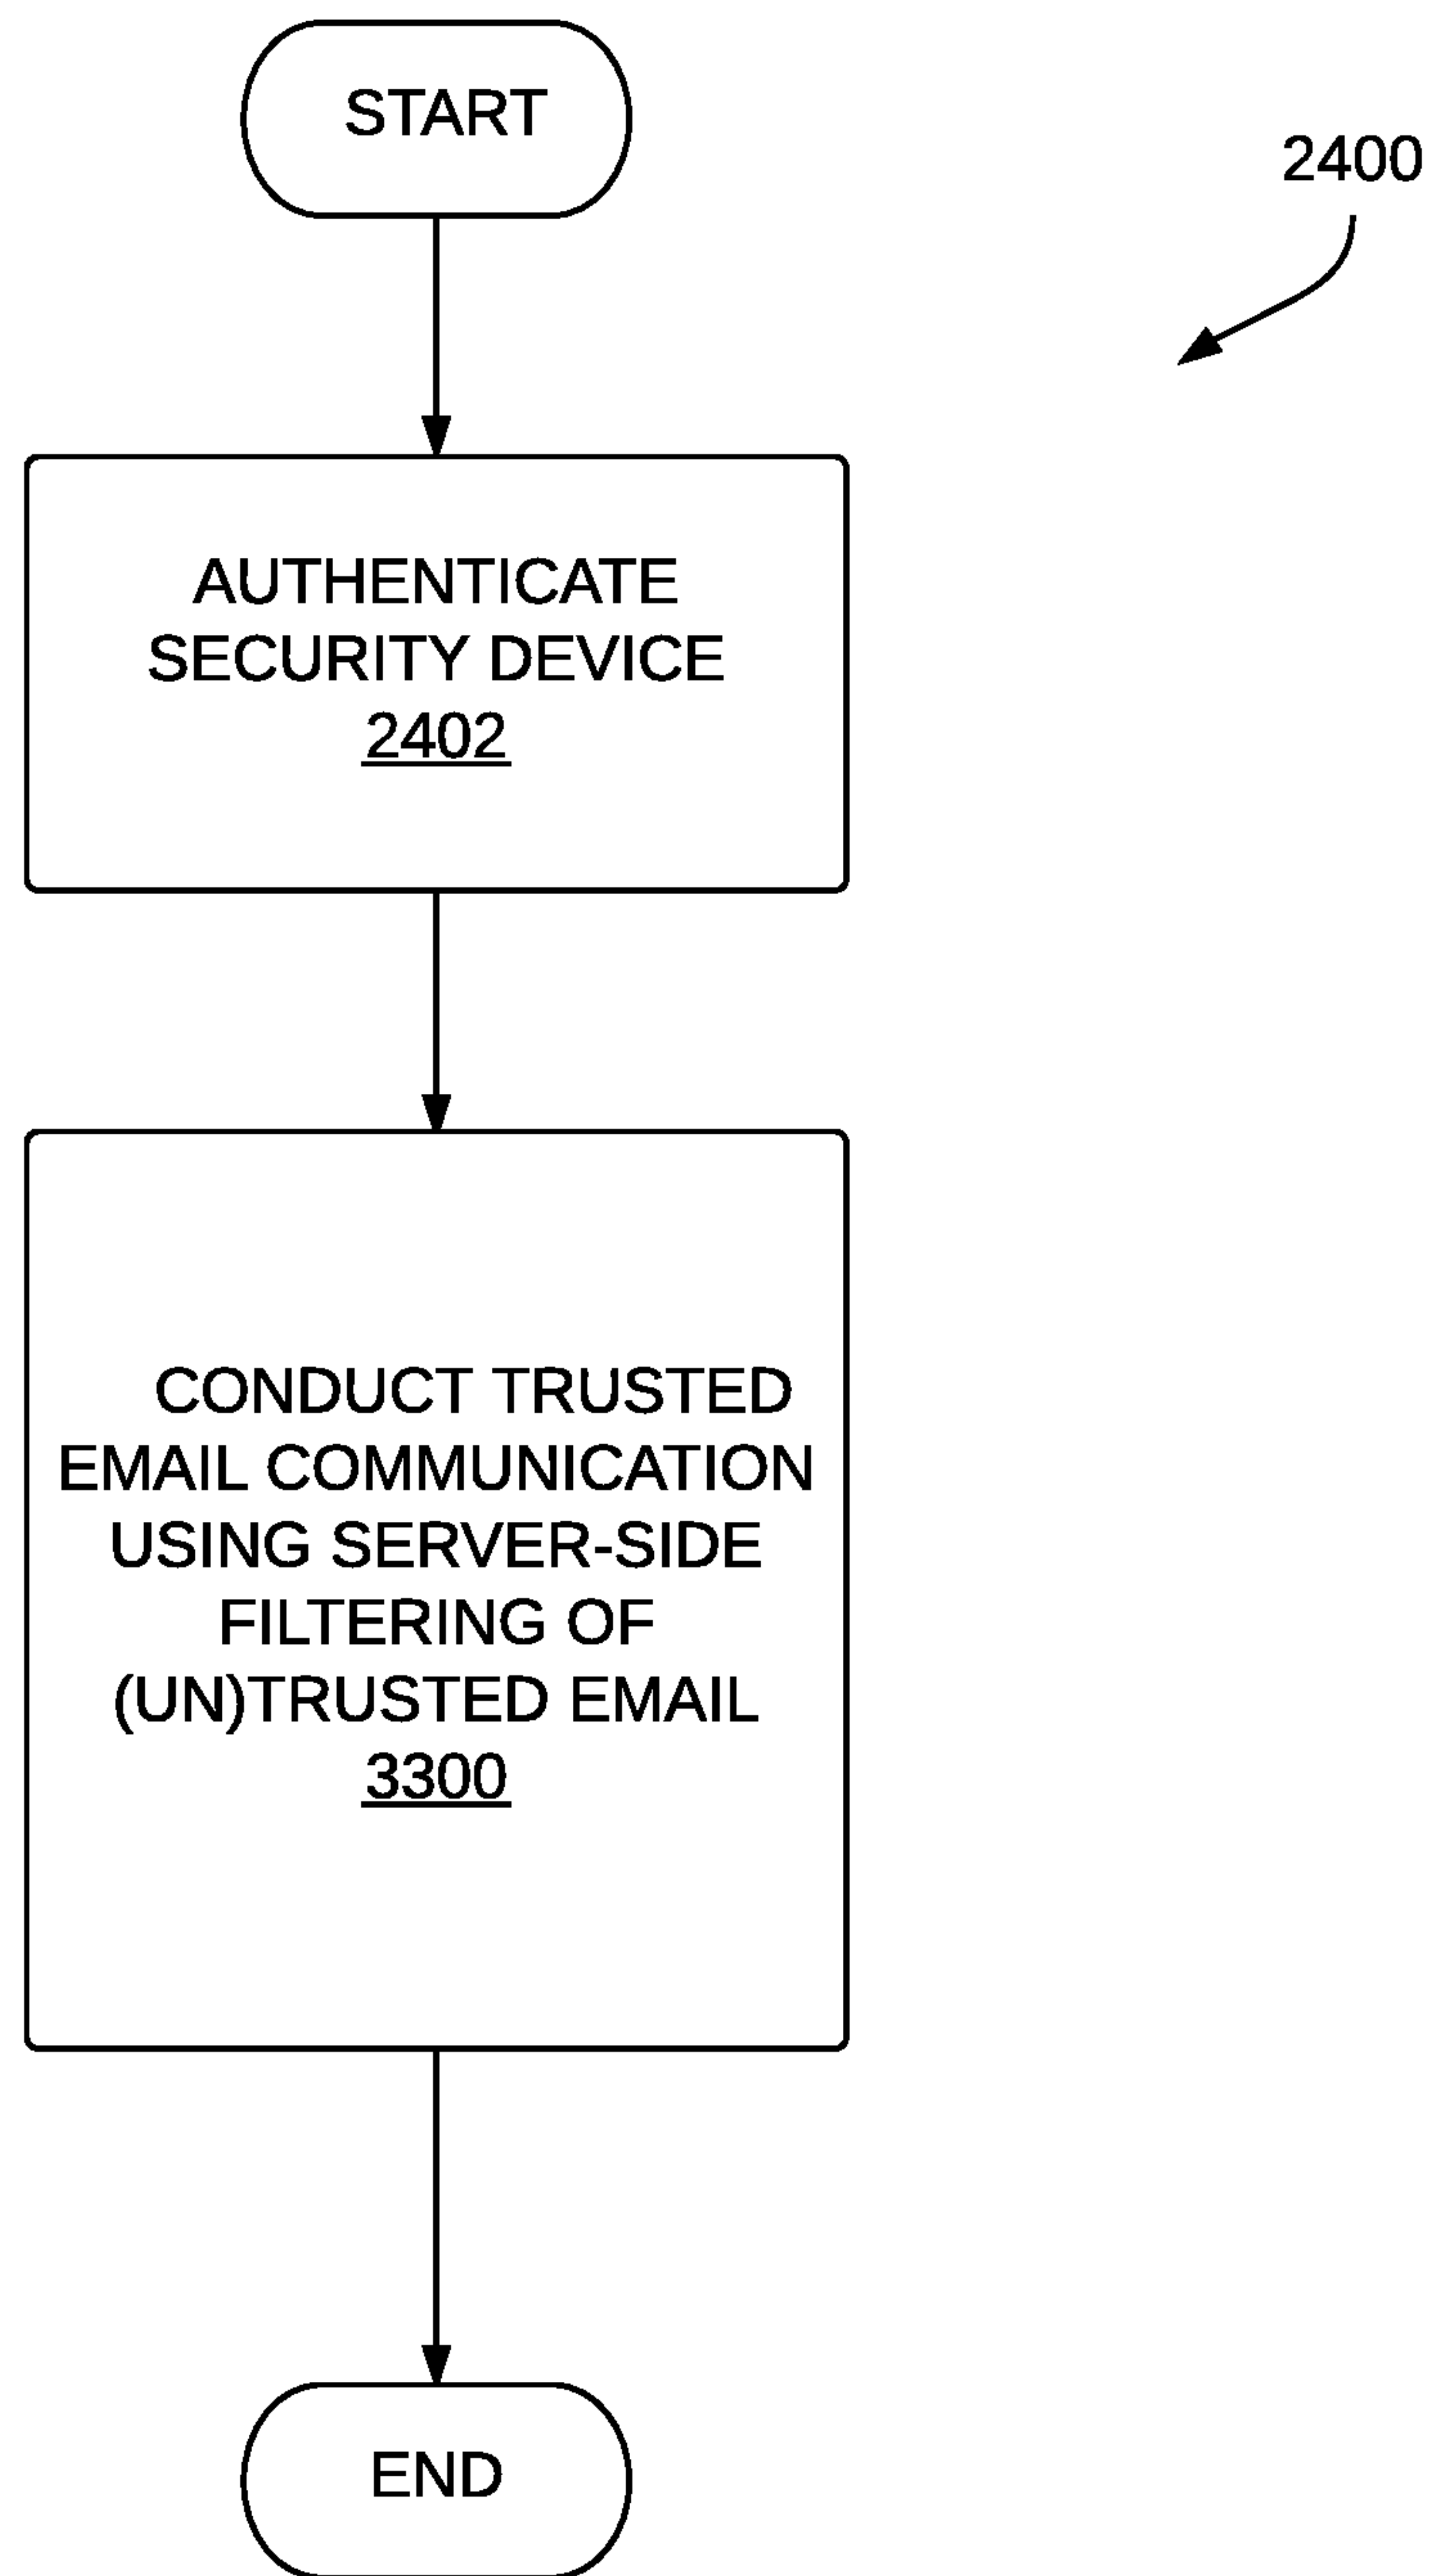 START
2400
AUTHENTICATE
SECURITY DEVICE
2402
CONDUCT TRUSTED
EMAIL COMMUNICATION
USING SERVER-SIDE
FILTERING OF
(UN)TRUSTED EMAIL
3300
END